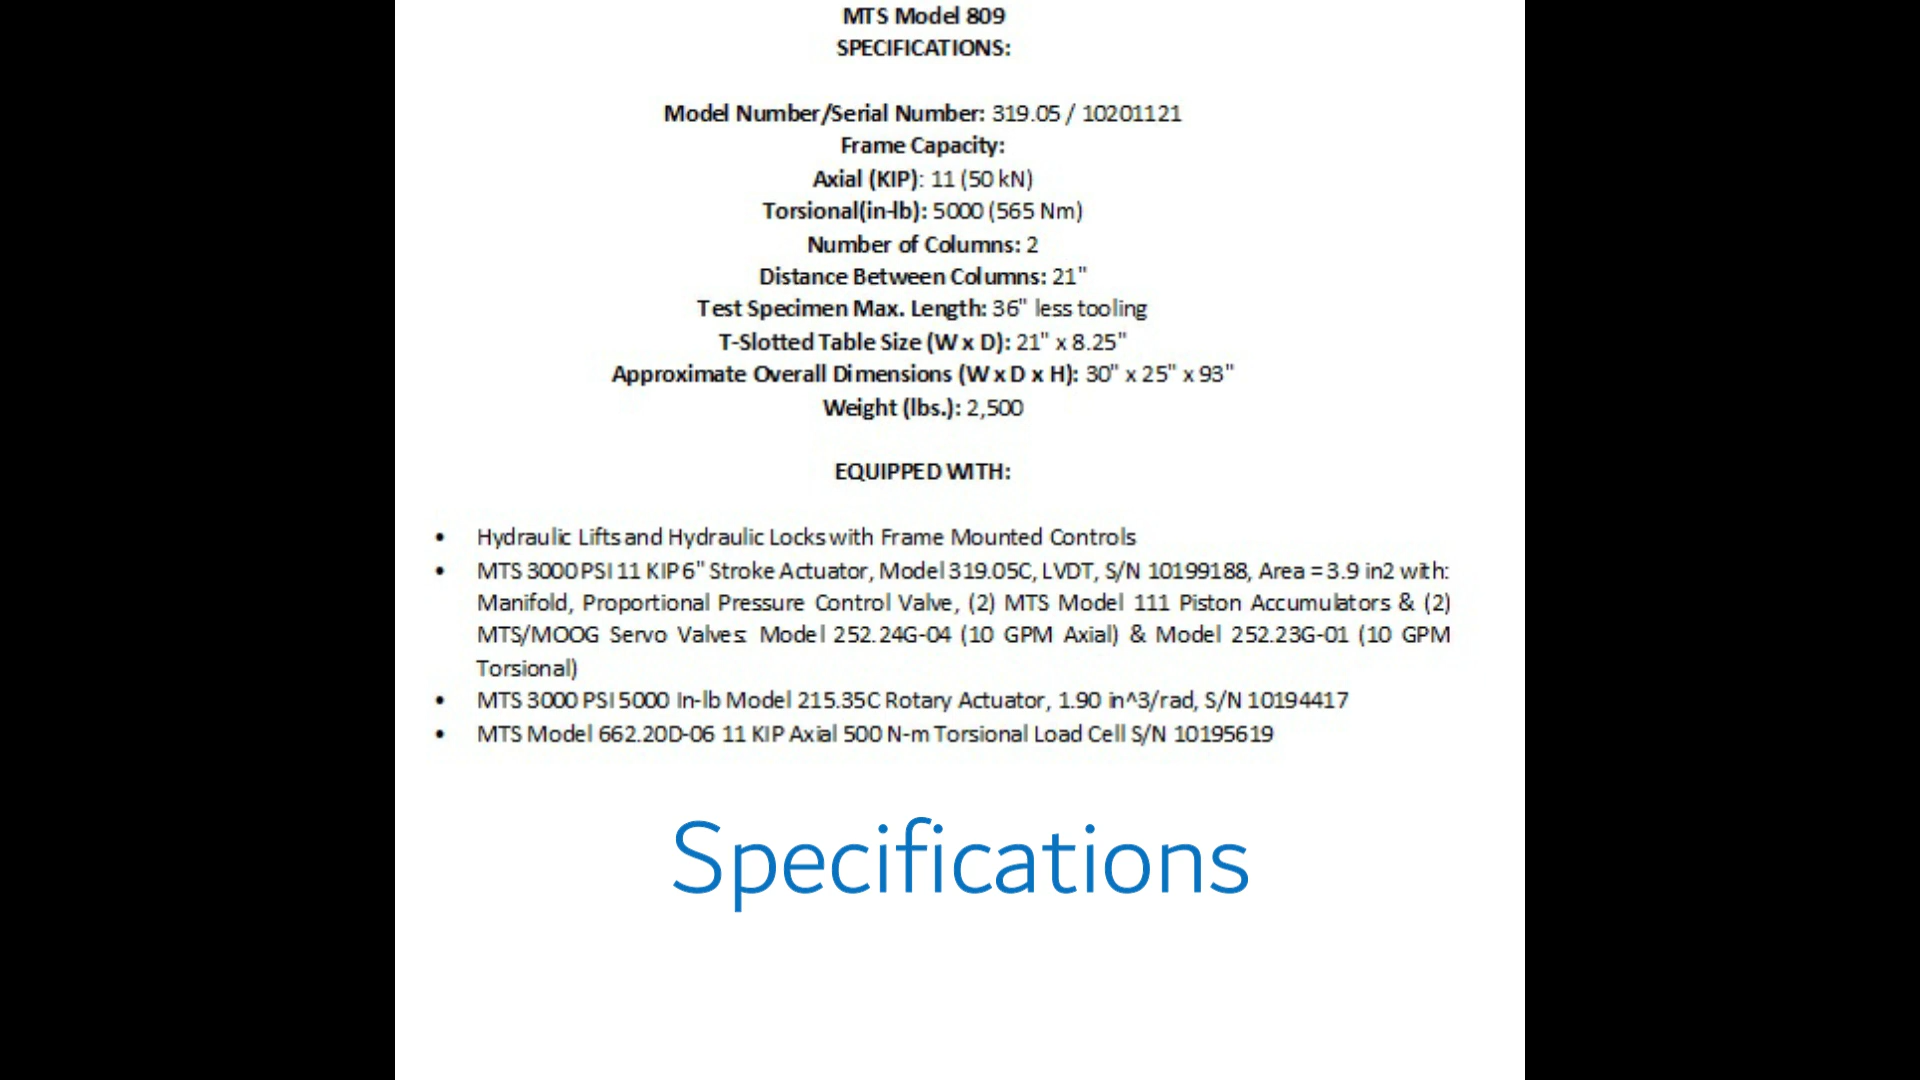 MTS Model 809
SPECIFICATIONS:
Model Number/Serial Number: 319.05 / 10201121
Frame Capacity:
Axial (KIP): 11 (50 kN)
Torsional(in-lb): 5000 (565 Nm)
Number of Columns: 2
Distance Between Columns: 21"
Test Specimen Max. Length: 36" less tooling
T-Slotted Table Size (W x D): 21" x 8.25"
Approximate Overall Dimensions (W x D x H): 30" x 25" x 93"
Weight (lbs.): 2,500
EQUIPPED WITH:
• Hydraulic Lifts and Hydraulic Locks with Frame Mounted Controls
• MTS 3000 PSI 11 KIP 6" Stroke Actuator, Model 319.05C, LVDT, S/N 10199188, Area = 3.9 in2 with:
Manifold, Proportional Pressure Control Valve, (2) MTS Model 111 Piston Accumulators & (2)
MTS/MOOG Servo Valves: Model 252.24G-04 (10 GPM Axial) & Model 252.23G-01 (10 GPM
Torsional)
• MTS 3000 PSI 5000 In-lb Model 215.35C Rotary Actuator, 1.90 in^3/rad, S/N 10194417
• MTS Model 662.20D-06 11 KIP Axial 500 N-m Torsional Load Cell S/N 10195619
Specifications